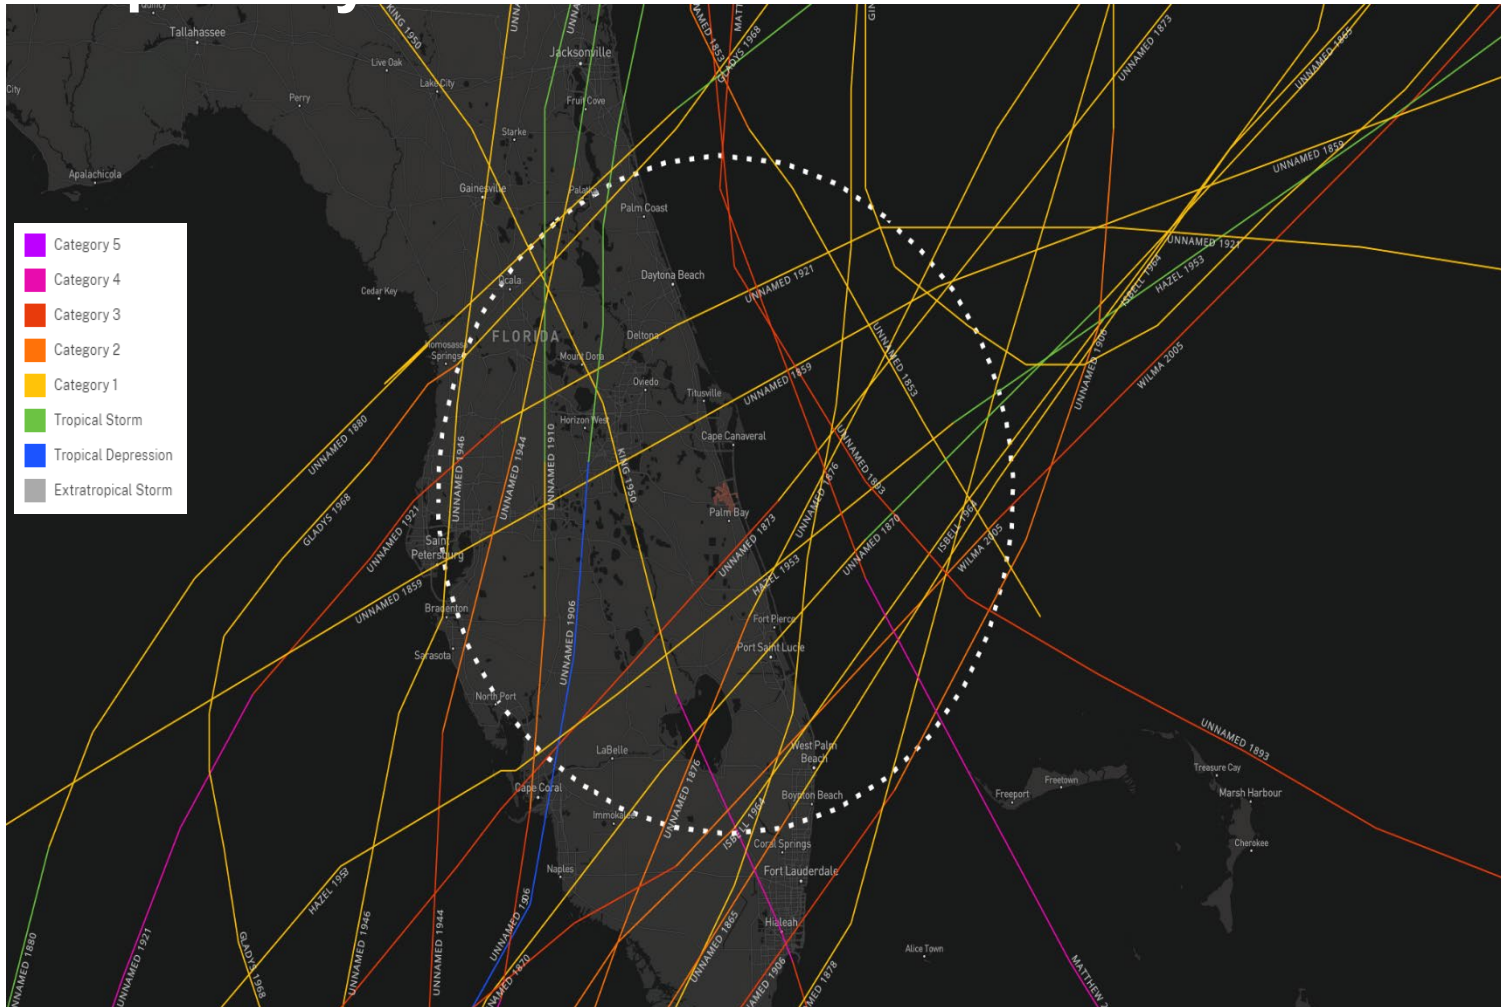 KING 1950
Tallahassee
Jacksonville
Live Oak
Lake City
City
Perry
Fruit Cove
Starke
GLADYS 1968
UNNAMED 1873
UNNAMED 1865
Apalachicola
Gainesville
Palatka
Palm Coast
UNNAMED 1859
Category 5
Category 4
Category 3
Category 2
Category 1
Tropical Storm
Tropical Depression
Extratropical Storm
UNNAMED 1921
Daytona Beach
Ocala
Cedar Key
UNNAMED 1921
ISBELL 1964
HAZEL 1953
FLORIDA
Deltona
Homosassa
Springs
Mount Dora
Oviedo
Titusville
UNNAMED 1859
UNNAMED 1853
UNNAMED 1906
WILMA 2005
Horizon West
Cape Canaveral
UNNAMED 1880
UNNAMED 1946
UNNAMED 1944
UNNAMED 1910
KING 1950
UNNAMED 1893
UNNAMED 1876
GLADYS 1968
UNNAMED 1921
Palm Bay
UNNAMED 1873
UNNAMED 1870
ISBELL 1964
WILMA 2005
Saint
Petersburg
HAZEL 1953
UNNAMED 1859
Bradenton
UNNAMED 1906
Fort Pierce
Port Saint Lucie
Sarasota
North Port
LaBelle
West Palm
Beach
UNNAMED 1893
Treasure Cay
Freetown
Freeport
Marsh Harbour
Cape Coral
Boynton Beach
Immokalee
UNNAMED 1876
ISBELL 1964
Coral Springs
Cherokee
Naples
Fort Lauderdale
HAZEL 1953
Hialeah
Alice Town
UNNAMED 1946
UNNAMED 1944
UNNAMED 1906
UNNAMED 1865
UNNAMED 1921
GLADYS 1968